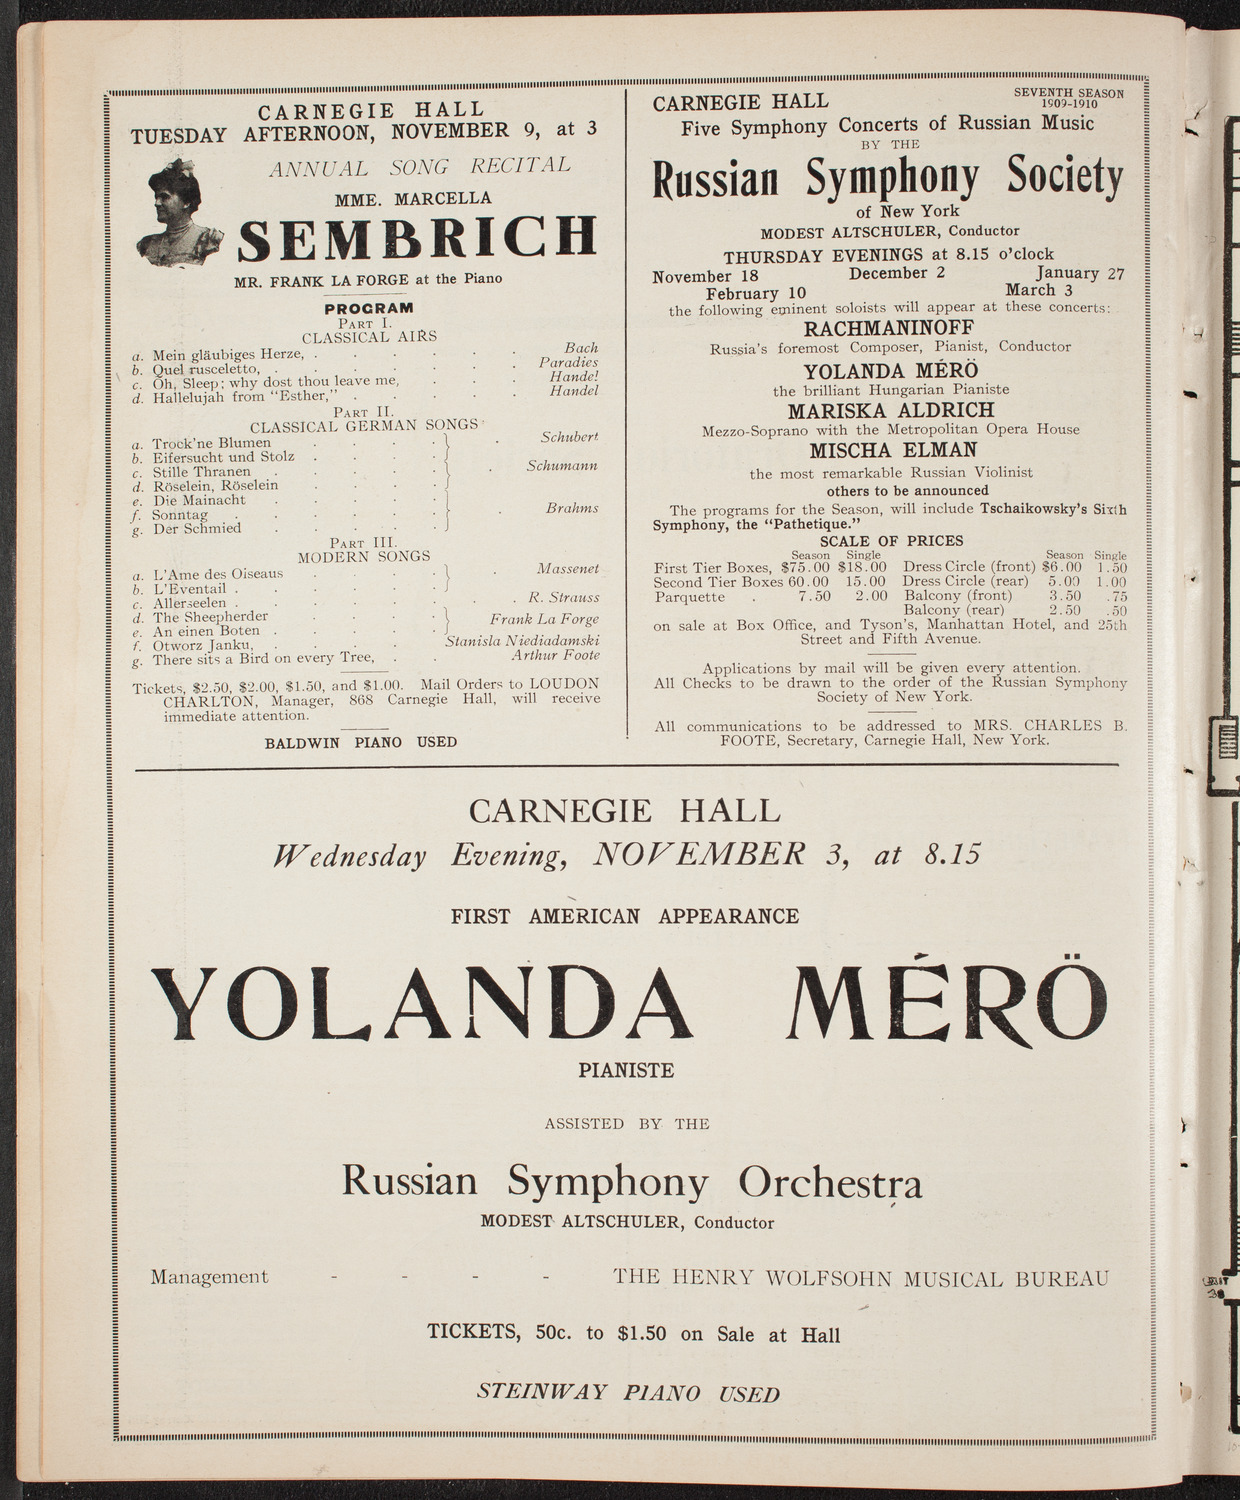 CARNEGIE HALL
TUESDAY AFTERNOON, NOVEMBER 9, at 3
ANNUAL SONG RECITAL
MME. MARCELLA
SEMBRICH
MR. FRANK LA FORGE at the Piano
PROGRAM
PART I.
CLASSICAL AIRS
a. Mein gläubiges Herze, . . . . . . Bach
b. Quel rusceletto, . . . . . . Paradies
c. Oh, Sleep; why dost thou leave me, . . . Handel
d. Hallelujah from "Esther," . . . . . Handel
PART II.
CLASSICAL GERMAN SONGS
a. Trock'ne Blumen . . . . Schubert
b. Eifersucht und Stolz . . . .
c. Stille Thranen . . . . . Schumann
d. Röselein, Röselein . . . .
e. Die Mainacht . . . .
f. Sonntag . . . . . Brahms
g. Der Schmied . . . .
PART III.
MODERN SONGS
a. L'Ame des Oiseaus . . . . . Massenet
b. L'Eventail . . . . .
c. Allerseelen . . . . . . . R. Strauss
d. The Sheepherder . . . . Frank La Forge
e. An einen Boten . . . . .
f. Otworz Janku, . . . . Stanisla Niediadamski
g. There sits a Bird on every Tree, . . Arthur Foote
Tickets, $2.50, $2.00, $1.50, and $1.00. Mail Orders to LOUDON
CHARLTON, Manager, 868 Carnegie Hall, will receive
immediate attention.
BALDWIN PIANO USED
CARNEGIE HALL
SEVENTH SEASON
1909-1910
Five Symphony Concerts of Russian Music
BY THE
Russian Symphony Society
of New York
MODEST ALTSCHULER, Conductor
THURSDAY EVENINGS at 8.15 o'clock
November 18 December 2 January 27
February 10 March 3
the following eminent soloists will appear at these concerts:
RACHMANINOFF
Russia's foremost Composer, Pianist, Conductor
YOLANDA MÉRÖ
the brilliant Hungarian Pianiste
MARISKA ALDRICH
Mezzo-Soprano with the Metropolitan Opera House
MISCHA ELMAN
the most remarkable Russian Violinist
others to be announced
The programs for the Season, will include Tschaikowsky's Sixth
Symphony, the "Pathetique."
SCALE OF PRICES
Season Single Season Single
First Tier Boxes, $75.00 $18.00 Dress Circle (front) $6.00 1.50
Second Tier Boxes 60.00 15.00 Dress Circle (rear) 5.00 1.00
Parquette . 7.50 2.00 Balcony (front) 3.50 .75
Balcony (rear) 2.50 .50
on sale at Box Office, and Tyson's, Manhattan Hotel, and 25th
Street and Fifth Avenue.
Applications by mail will be given every attention.
All Checks to be drawn to the order of the Russian Symphony
Society of New York.
All communications to be addressed to MRS. CHARLES B.
FOOTE, Secretary, Carnegie Hall, New York.
CARNEGIE HALL
Wednesday Evening, NOVEMBER 3, at 8.15
FIRST AMERICAN APPEARANCE
YOLANDA MÉRÖ
PIANISTE
ASSISTED BY THE
Russian Symphony Orchestra
MODEST ALTSCHULER, Conductor
Management - - - - THE HENRY WOLFSOHN MUSICAL BUREAU
TICKETS, 50c. to $1.50 on Sale at Hall
STEINWAY PIANO USED